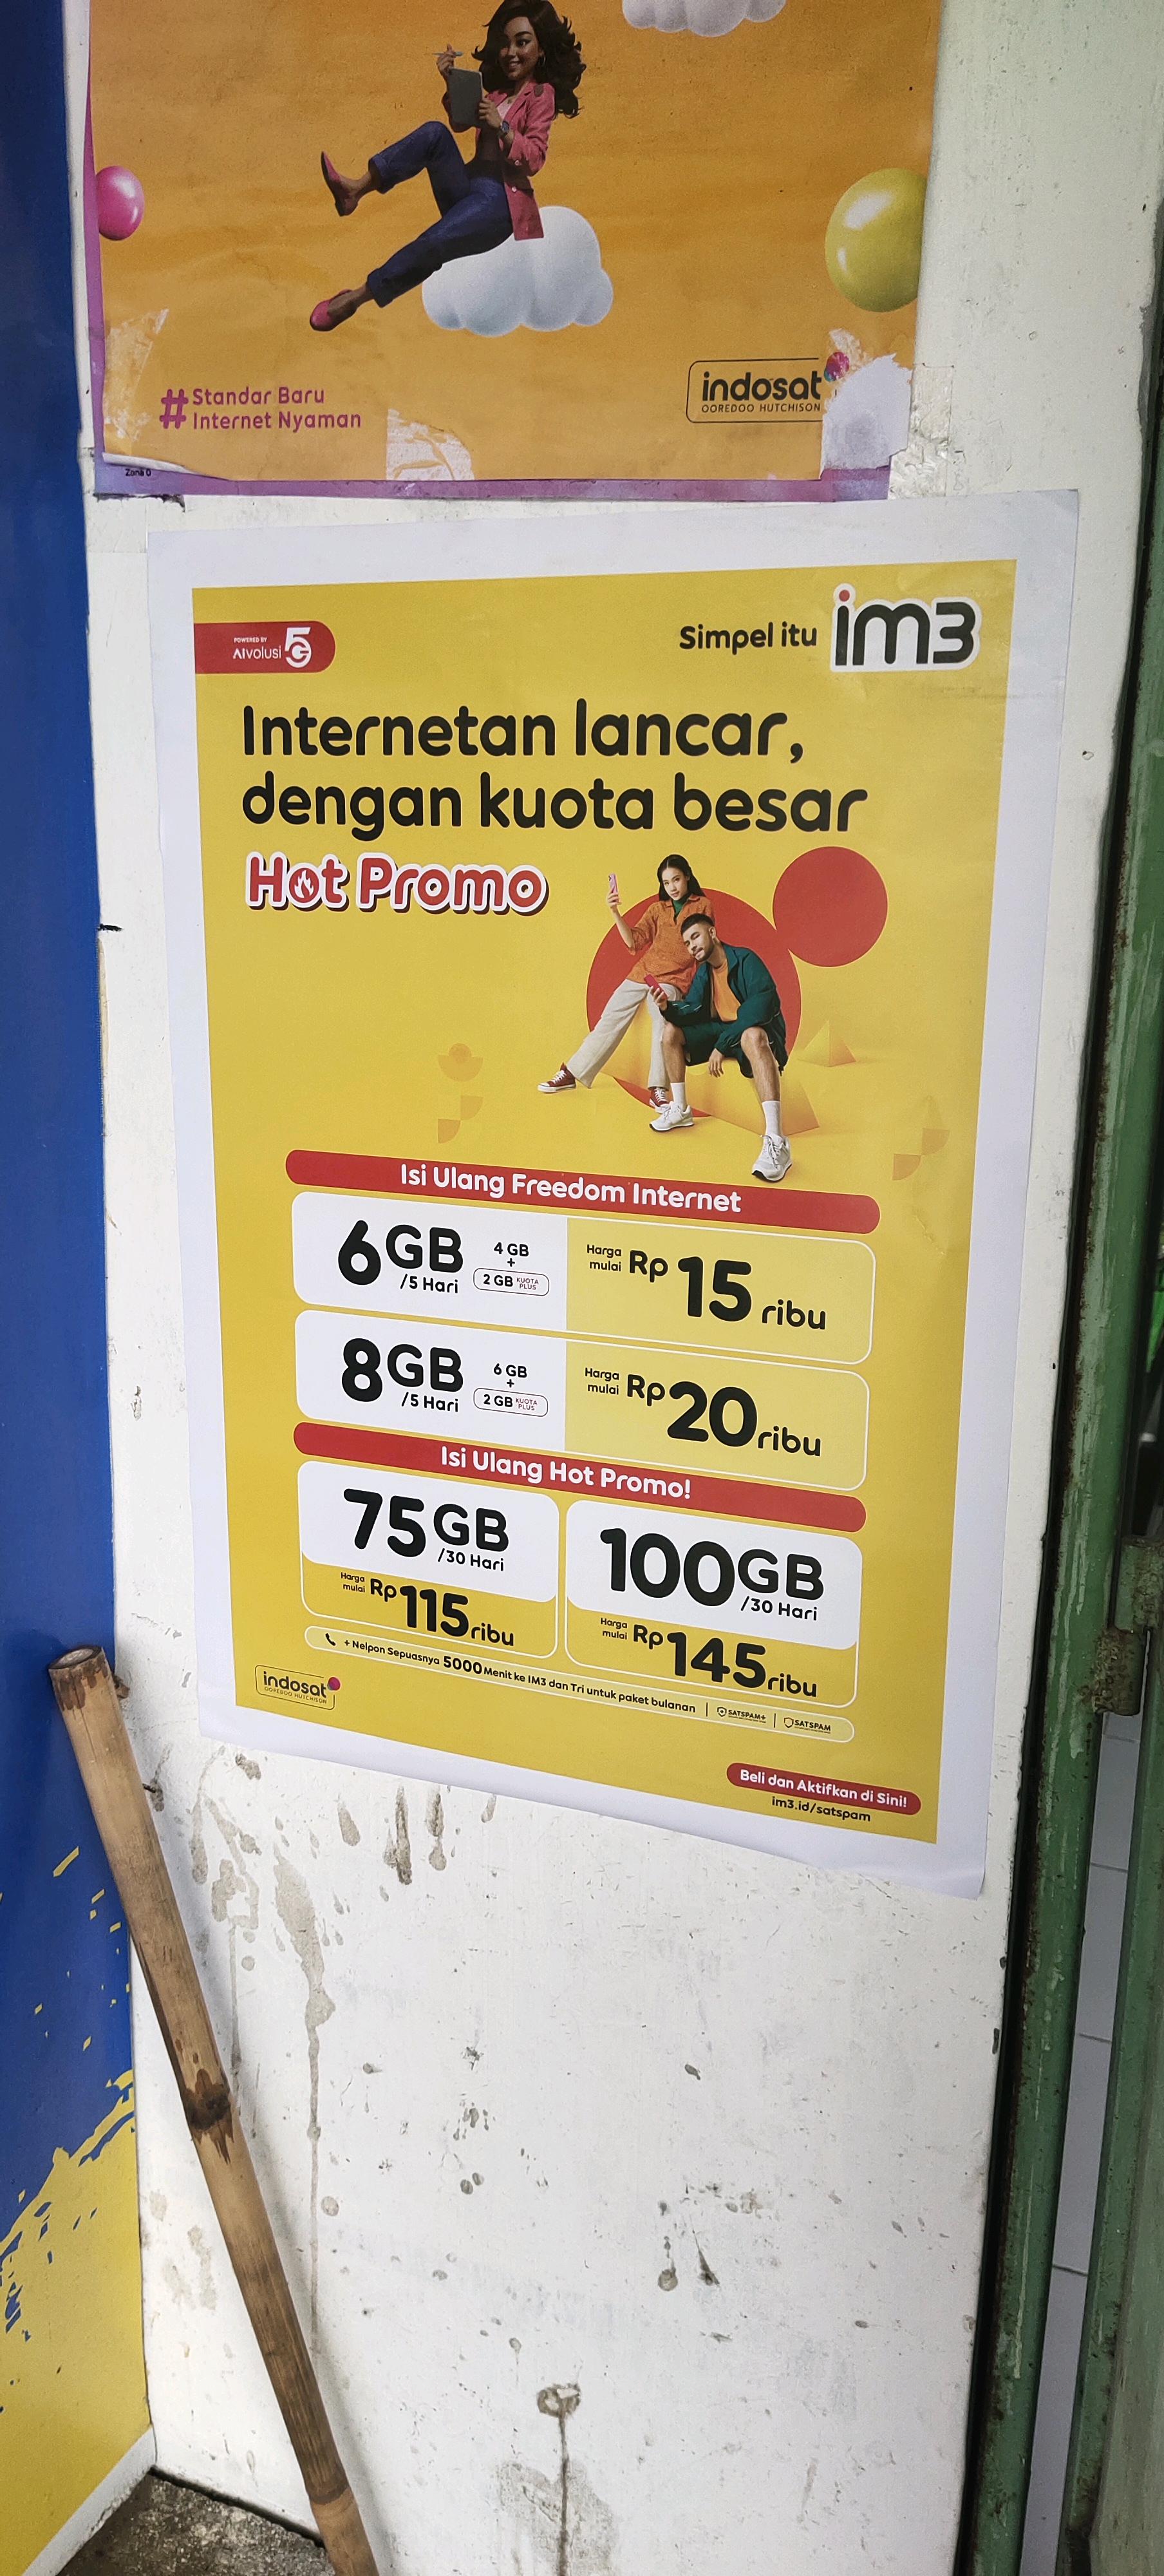 #Standar Baru
Internet Nyaman
indosat
OOREDOO HUTCHISON
Zona 0
POWERED BY
AIvolusi 5G
Simpel itu im3
Internetan lancar,
dengan kuota besar
Hot Promo
Isi Ulang Freedom Internet
6GB
/5 Hari
4 GB
+
2 GB KUOTA PLUS
Harga mulai Rp 15 ribu
8GB
/5 Hari
6 GB
+
2 GB KUOTA PLUS
Harga mulai Rp 20 ribu
Isi Ulang Hot Promo!
75GB
/30 Hari
Harga mulai Rp 115 ribu
100GB
/30 Hari
Harga mulai Rp 145 ribu
+ Nelpon Sepuasnya 5000 Menit ke IM3 dan Tri untuk paket bulanan | SATSPAM+ | SATSPAM
indosat
OOREDOO HUTCHISON
Beli dan Aktifkan di Sini!
im3.id/satspam